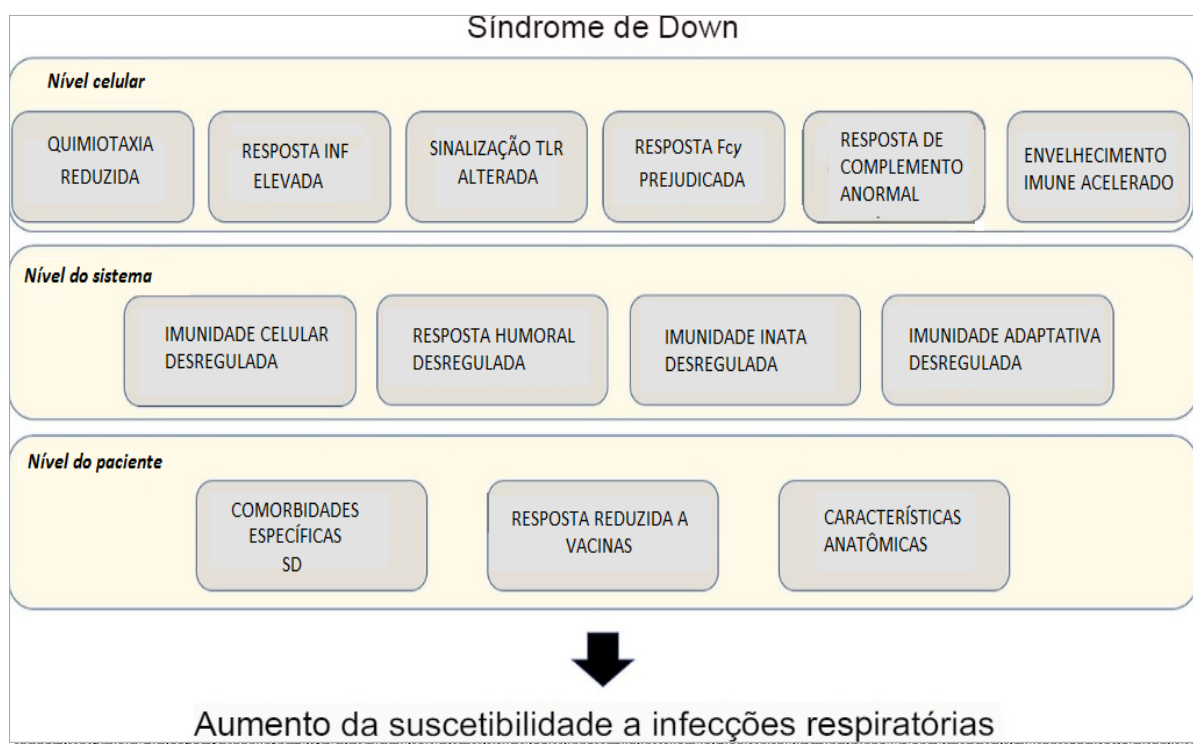 Síndrome de Down
Nível celular
QUIMIOTAXIA
REDUZIDA
RESPOSTA INF
ELEVADA
SINALIZAÇÃO TLR
ALTERADA
RESPOSTA Fcy
PREJUDICADA
RESPOSTA DE
COMPLEMENTO
ANORMAL
ENVELHECIMENTO
IMUNE ACELERADO
Nível do sistema
IMUNIDADE CELULAR
DESREGULADA
RESPOSTA HUMORAL
DESREGULADA
IMUNIDADE INATA
DESREGULADA
IMUNIDADE ADAPTATIVA
DESREGULADA
Nível do paciente
COMORBIDADES
ESPECÍFICAS
SD
RESPOSTA REDUZIDA A
VACINAS
CARACTERÍSTICAS
ANATÔMICAS
Aumento da suscetibilidade a infecções respiratórias